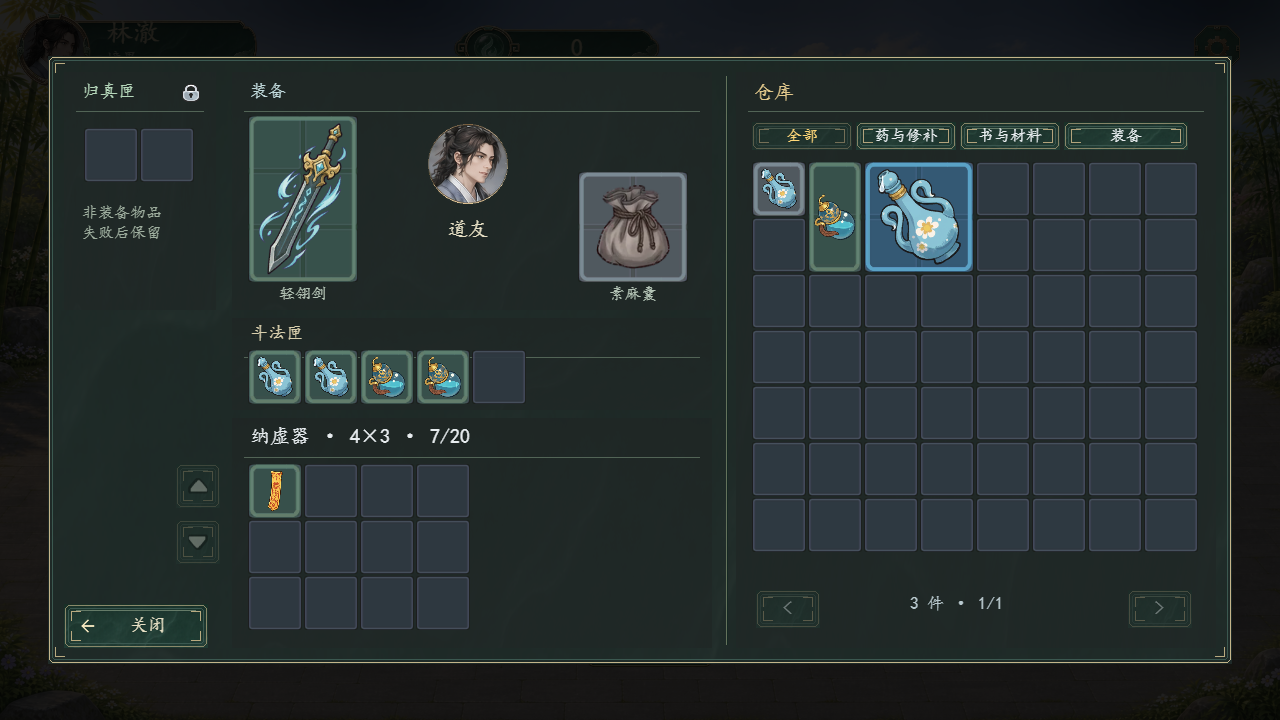 林澈
0
归真匣
非装备物品
失败后保留
装备
轻翎剑
道友
素麻囊
斗法匣
纳虚器 • 4×3 • 7/20
关闭
仓库
全部
药与修补
书与材料
装备
3 件 • 1/1